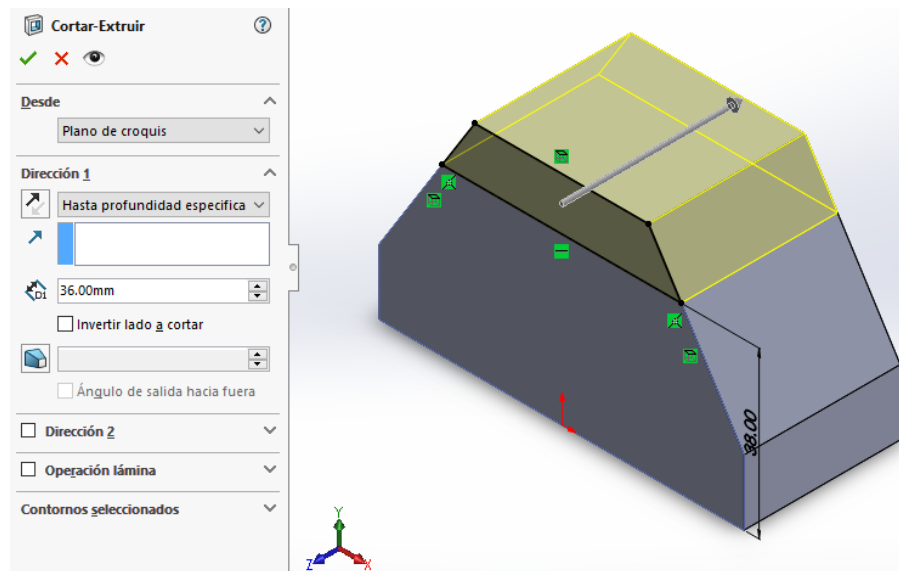 Cortar-Extruir
?
Desde
Plano de croquis
Dirección 1
Hasta profundidad especifica
D1
36.00mm
Invertir lado a cortar
Ángulo de salida hacia fuera
Dirección 2
Operación lámina
Contornos seleccionados
38.00
Y
Z
X